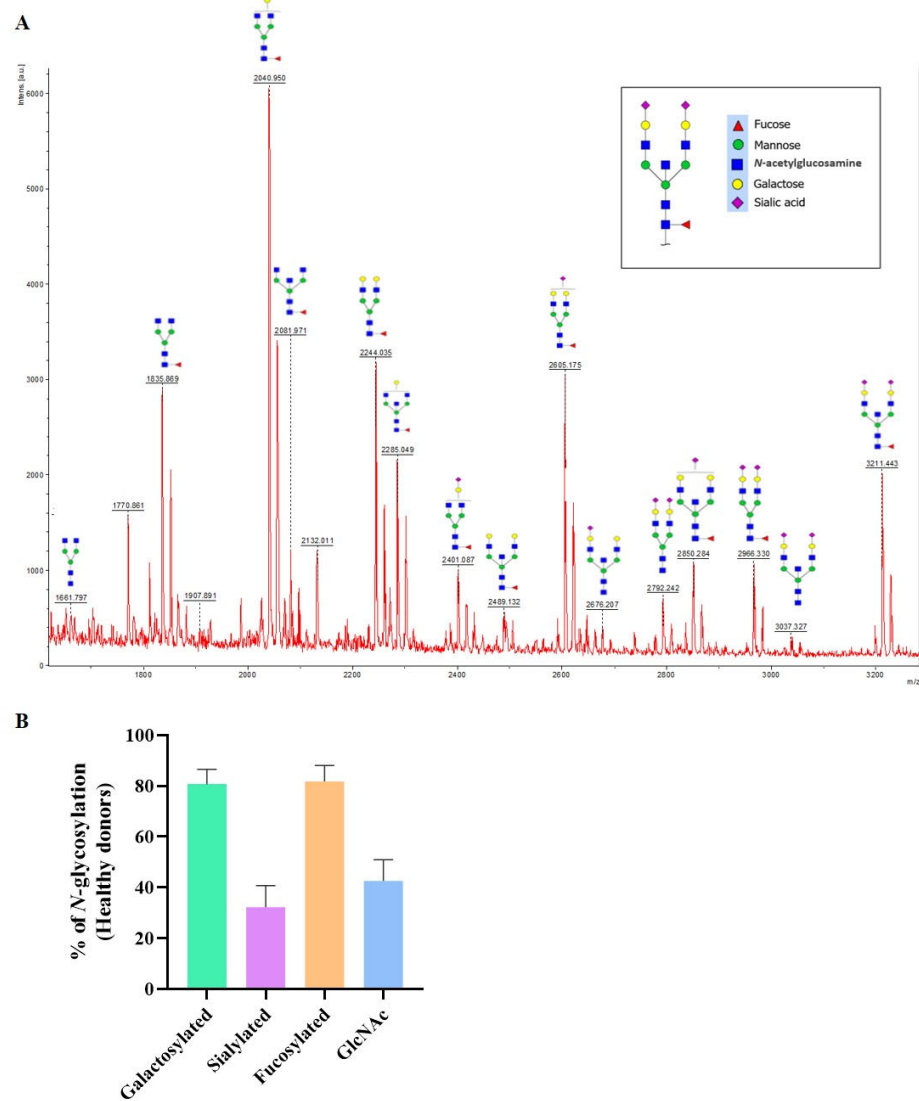 A
Intens.[a.u.]
6000
5000
4000
3000
2000
1000
0
2040.950
2081.971
1835.869
2244.035
2605.175
2285.049
3211.443
1770.861
2132.011
2401.087
2850.284
2966.330
2489.132
2792.242
1661.797
1907.891
2676.207
3037.327
Fucose
Mannose
N-acetylglucosamine
Galactose
Sialic acid
1800
2000
2200
2400
2600
2800
3000
3200
m/z
B
% of N-glycosylation
(Healthy donors)
100
80
60
40
20
0
Galactosylated
Sialylated
Fucosylated
GlcNAc